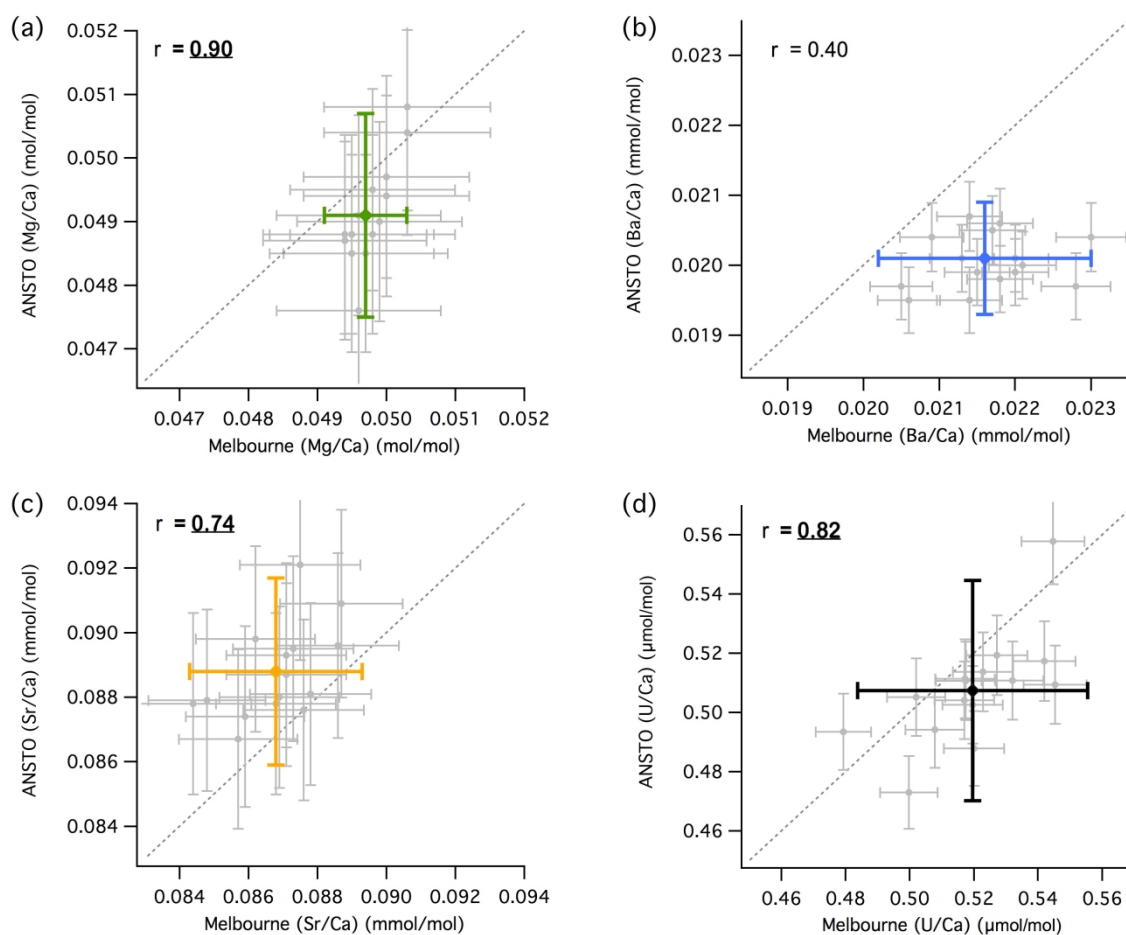 (a)
r = 0.90
ANSTO (Mg/Ca) (mol/mol)
0.052
0.051
0.050
0.049
0.048
0.047
0.047 0.048 0.049 0.050 0.051 0.052
Melbourne (Mg/Ca) (mol/mol)
(b)
r = 0.40
ANSTO (Ba/Ca) (mmol/mol)
0.023
0.022
0.021
0.020
0.019
0.019 0.020 0.021 0.022 0.023
Melbourne (Ba/Ca) (mmol/mol)
(c)
r = 0.74
ANSTO (Sr/Ca) (mmol/mol)
0.094
0.092
0.090
0.088
0.086
0.084
0.084 0.086 0.088 0.090 0.092 0.094
Melbourne (Sr/Ca) (mmol/mol)
(d)
r = 0.82
ANSTO (U/Ca) (µmol/mol)
0.56
0.54
0.52
0.50
0.48
0.46
0.46 0.48 0.50 0.52 0.54 0.56
Melbourne (U/Ca) (µmol/mol)